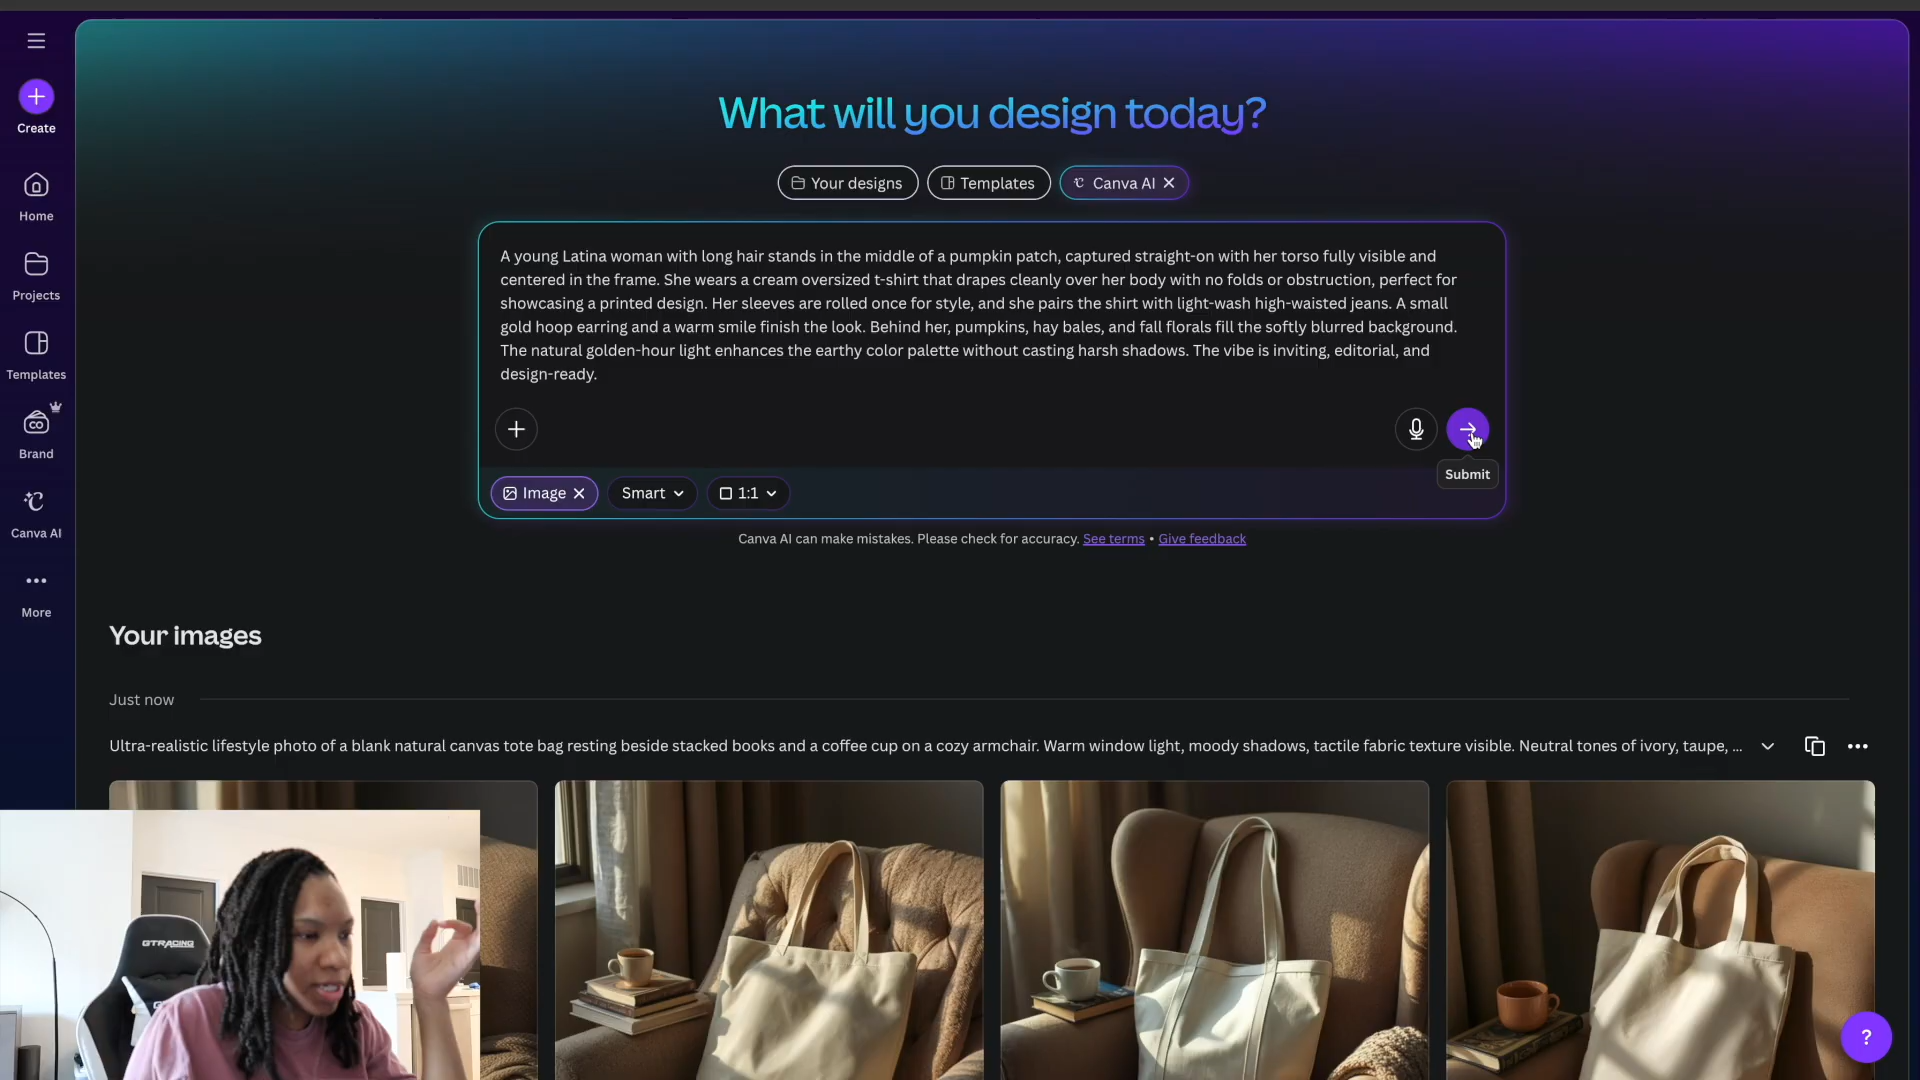 What will you design today?
Create
Home
Projects
Templates
Brand
Canva AI
More
Your designs
Templates
Canva AI
A young Latina woman with long hair stands in the middle of a pumpkin patch, captured straight-on with her torso fully visible and
centered in the frame. She wears a cream oversized t-shirt that drapes cleanly over her body with no folds or obstruction, perfect for
showcasing a printed design. Her sleeves are rolled once for style, and she pairs the shirt with light-wash high-waisted jeans. A small
gold hoop earring and a warm smile finish the look. Behind her, pumpkins, hay bales, and fall florals fill the softly blurred background.
The natural golden-hour light enhances the earthy color palette without casting harsh shadows. The vibe is inviting, editorial, and
design-ready.
Submit
Image
Smart
1:1
Canva AI can make mistakes. Please check for accuracy. See terms • Give feedback
Your images
Just now
Ultra-realistic lifestyle photo of a blank natural canvas tote bag resting beside stacked books and a coffee cup on a cozy armchair. Warm window light, moody shadows, tactile fabric texture visible. Neutral tones of ivory, taupe, ...
GTRACING
?